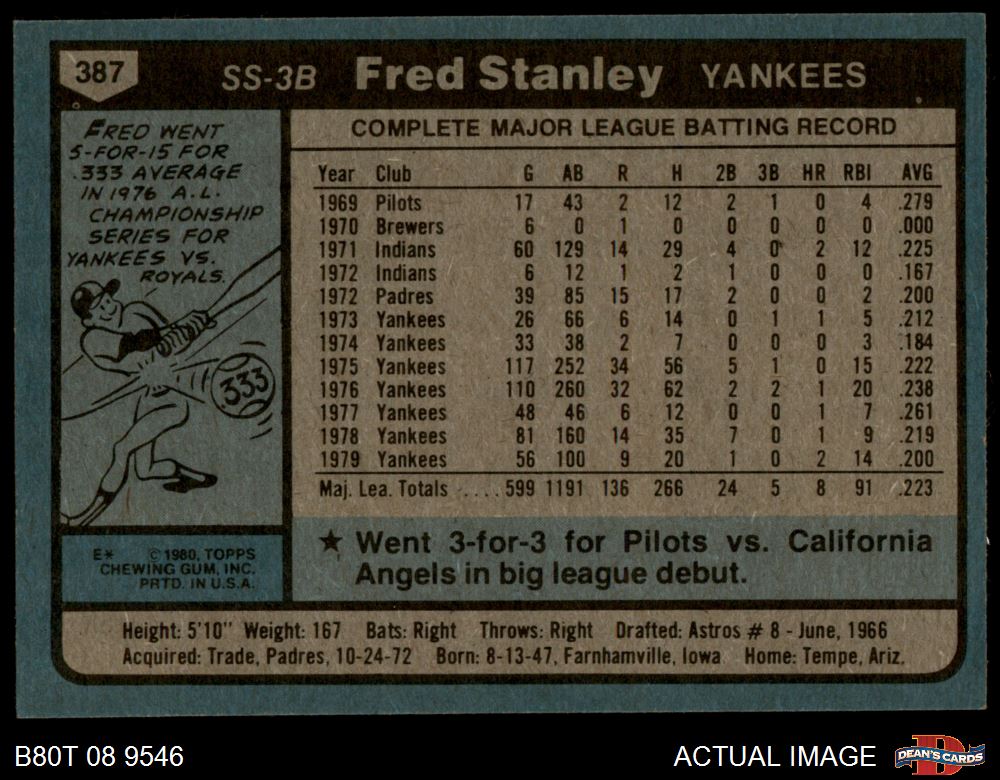 387
SS-3B Fred Stanley YANKEES
FRED WENT
5-FOR-15 FOR
.333 AVERAGE
IN 1976 A.L.
CHAMPIONSHIP
SERIES FOR
YANKEES VS.
ROYALS.
333
E* © 1980, TOPPS
CHEWING GUM, INC.
PRTD. IN U.S.A.
COMPLETE MAJOR LEAGUE BATTING RECORD
Year Club G AB R H 2B 3B HR RBI AVG
1969 Pilots 17 43 2 12 2 1 0 4 .279
1970 Brewers 6 0 1 0 0 0 0 0 .000
1971 Indians 60 129 14 29 4 0 2 12 .225
1972 Indians 6 12 1 2 1 0 0 0 .167
1972 Padres 39 85 15 17 2 0 0 2 .200
1973 Yankees 26 66 6 14 0 1 1 5 .212
1974 Yankees 33 38 2 7 0 0 0 3 .184
1975 Yankees 117 252 34 56 5 1 0 15 .222
1976 Yankees 110 260 32 62 2 2 1 20 .238
1977 Yankees 48 46 6 12 0 0 1 7 .261
1978 Yankees 81 160 14 35 7 0 1 9 .219
1979 Yankees 56 100 9 20 1 0 2 14 .200
Maj. Lea. Totals ..... 599 1191 136 266 24 5 8 91 .223
★ Went 3-for-3 for Pilots vs. California
Angels in big league debut.
Height: 5'10" Weight: 167 Bats: Right Throws: Right Drafted: Astros # 8 - June, 1966
Acquired: Trade, Padres, 10-24-72 Born: 8-13-47, Farnhamville, Iowa Home: Tempe, Ariz.
B80T 08 9546
ACTUAL IMAGE
D
DEAN'S CARDS